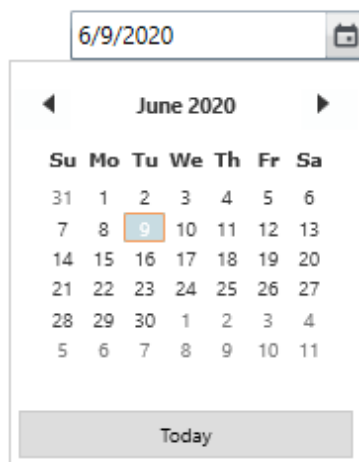 6/9/2020
June 2020
Su Mo Tu We Th Fr Sa
31 1 2 3 4 5 6
7 8 9 10 11 12 13
14 15 16 17 18 19 20
21 22 23 24 25 26 27
28 29 30 1 2 3 4
5 6 7 8 9 10 11
Today